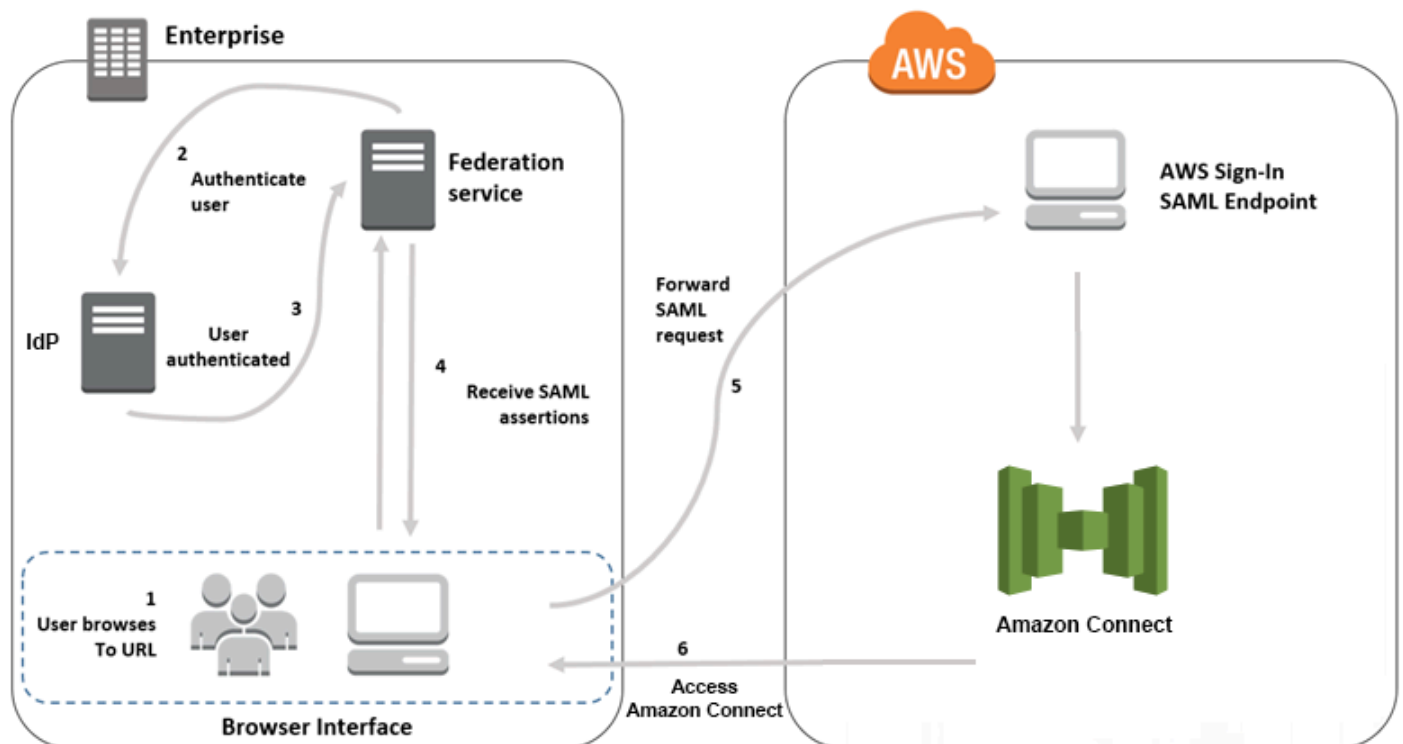 Enterprise
AWS
2
Authenticate
user
Federation
service
AWS Sign-In
SAML Endpoint
IdP
3
User
authenticated
4
Receive SAML
assertions
Forward
SAML
request
5
1
User browses
To URL
Amazon Connect
6
Access
Amazon Connect
Browser Interface